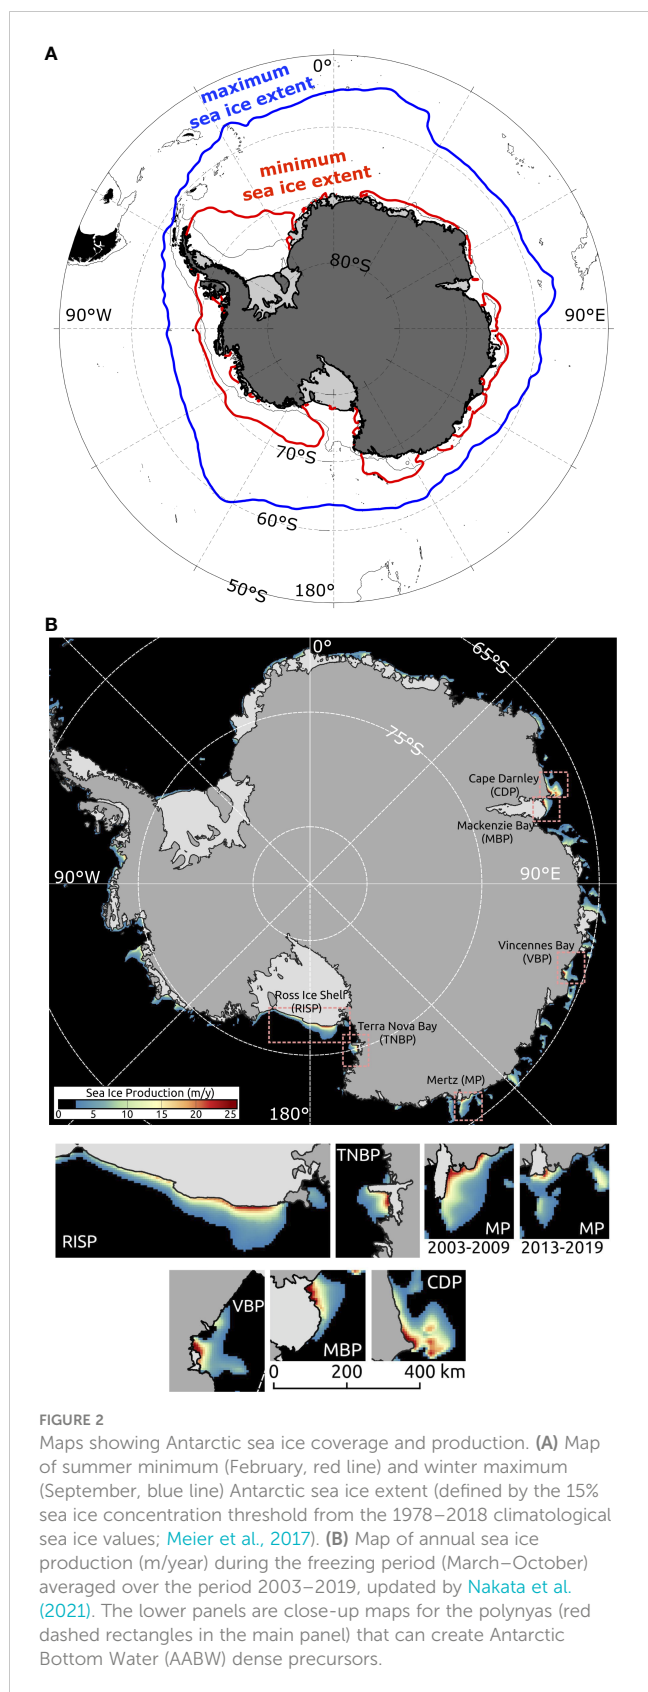 A
0°
maximum
sea ice extent
minimum
sea ice extent
80°S
90°W
90°E
70°S
60°S
50°S
180°
B
0°
65°S
75°S
Cape Darnley
(CDP)
Mackenzie Bay
(MBP)
90°W
90°E
Vincennes Bay
(VBP)
Ross Ice Shelf
(RISP)
Terra Nova Bay
(TNBP)
Mertz (MP)
Sea Ice Production (m/y)
0 5 10 15 20 25
180°
RISP
TNBP
MP
2003-2009
MP
2013-2019
VBP
MBP
CDP
0 200 400 km
FIGURE 2
Maps showing Antarctic sea ice coverage and production. (A) Map
of summer minimum (February, red line) and winter maximum
(September, blue line) Antarctic sea ice extent (defined by the 15%
sea ice concentration threshold from the 1978–2018 climatological
sea ice values; Meier et al., 2017). (B) Map of annual sea ice
production (m/year) during the freezing period (March–October)
averaged over the period 2003–2019, updated by Nakata et al.
(2021). The lower panels are close-up maps for the polynyas (red
dashed rectangles in the main panel) that can create Antarctic
Bottom Water (AABW) dense precursors.